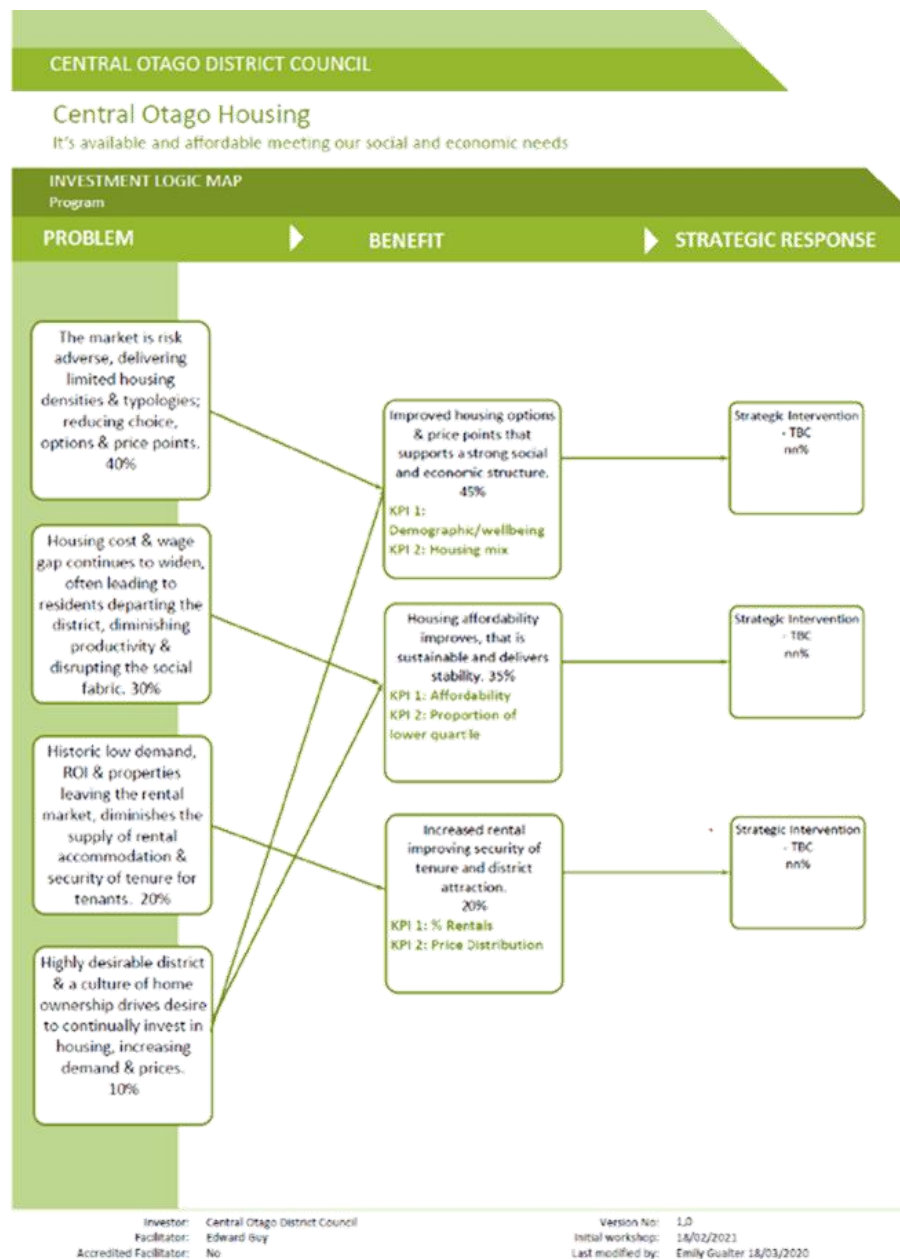 CENTRAL OTAGO DISTRICT COUNCIL
Central Otago Housing
It's available and affordable meeting our social and economic needs
INVESTMENT LOGIC MAP
Program
PROBLEM
BENEFIT
STRATEGIC RESPONSE
The market is risk
adverse, delivering
limited housing
densities & typologies;
reducing choice,
options & price points.
40%
Housing cost & wage
gap continues to widen,
often leading to
residents departing the
district, diminishing
productivity &
disrupting the social
fabric. 30%
Historic low demand,
ROI & properties
leaving the rental
market, diminishes the
supply of rental
accommodation &
security of tenure for
tenants. 20%
Highly desirable district
& a culture of home
ownership drives desire
to continually invest in
housing, increasing
demand & prices.
10%
Improved housing options
& price points that
supports a strong social
and economic structure.
45%
KPI 1:
Demographic/wellbeing
KPI 2: Housing mix
Housing affordability
improves, that is
sustainable and delivers
stability. 35%
KPI 1: Affordability
KPI 2: Proportion of
lower quartile
Increased rental
improving security of
tenure and district
attraction.
20%
KPI 1: % Rentals
KPI 2: Price Distribution
Strategic Intervention
- TBC
nn%
Strategic Intervention
- TBC
nn%
Strategic Intervention
- TBC
nn%
Investor: Central Otago District Council
Facilitator: Edward Guy
Accredited Facilitator: No
Version No: 1.0
Initial workshop: 18/02/2021
Last modified by: Emily Gualter 18/03/2020